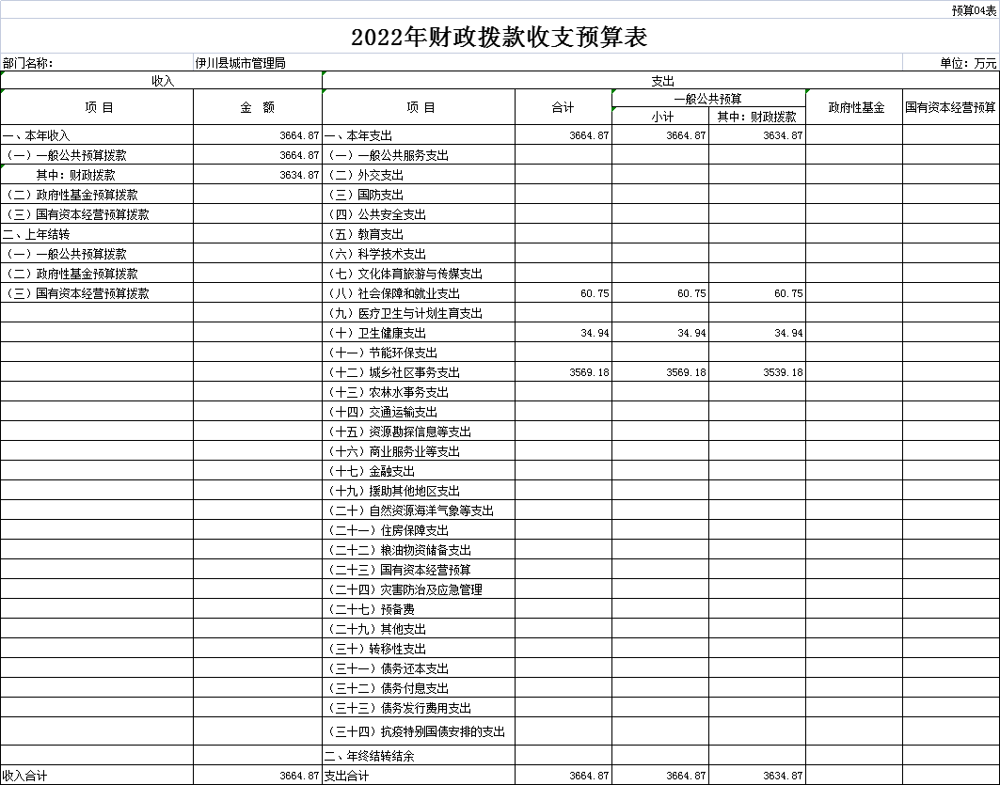 预算04表
2022年财政拨款收支预算表
部门名称: 伊川县城市管理局 单位: 万元
收入 支出
项 目 金 额 项 目 合计 一般公共预算 政府性基金 国有资本经营预算
小计 其中: 财政拨款
一、本年收入 3664.87 一、本年支出 3664.87 3664.87 3634.87
（一）一般公共预算拨款 3664.87 （一）一般公共服务支出
其中: 财政拨款 3634.87 （二）外交支出
（二）政府性基金预算拨款 （三）国防支出
（三）国有资本经营预算拨款 （四）公共安全支出
二、上年结转 （五）教育支出
（一）一般公共预算拨款 （六）科学技术支出
（二）政府性基金预算拨款 （七）文化体育旅游与传媒支出
（三）国有资本经营预算拨款 （八）社会保障和就业支出 60.75 60.75 60.75
（九）医疗卫生与计划生育支出
（十）卫生健康支出 34.94 34.94 34.94
（十一）节能环保支出
（十二）城乡社区事务支出 3569.18 3569.18 3539.18
（十三）农林水事务支出
（十四）交通运输支出
（十五）资源勘探信息等支出
（十六）商业服务业等支出
（十七）金融支出
（十九）援助其他地区支出
（二十）自然资源海洋气象等支出
（二十一）住房保障支出
（二十二）粮油物资储备支出
（二十三）国有资本经营预算
（二十四）灾害防治及应急管理
（二十七）预备费
（二十九）其他支出
（三十）转移性支出
（三十一）债务还本支出
（三十二）债务付息支出
（三十三）债务发行费用支出
（三十四）抗疫特别国债安排的支出
二、年终结转结余
收入合计 3664.87 支出合计 3664.87 3664.87 3634.87